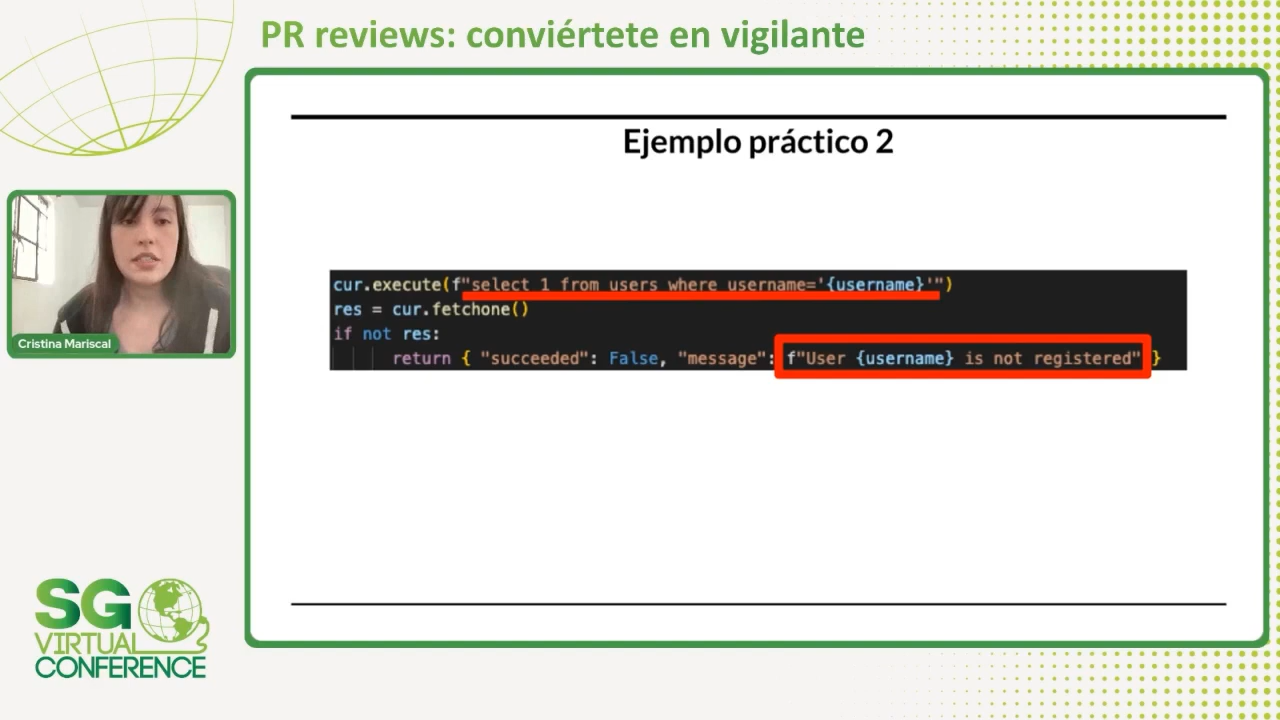 PR reviews: conviértete en vigilante
Ejemplo práctico 2
cur.execute(f"select 1 from users where username='{username}'")
res = cur.fetchone()
if not res:
return { "succeeded": False, "message": f"User {username} is not registered" }
Cristina Mariscal
SG
VIRTUAL
CONFERENCE